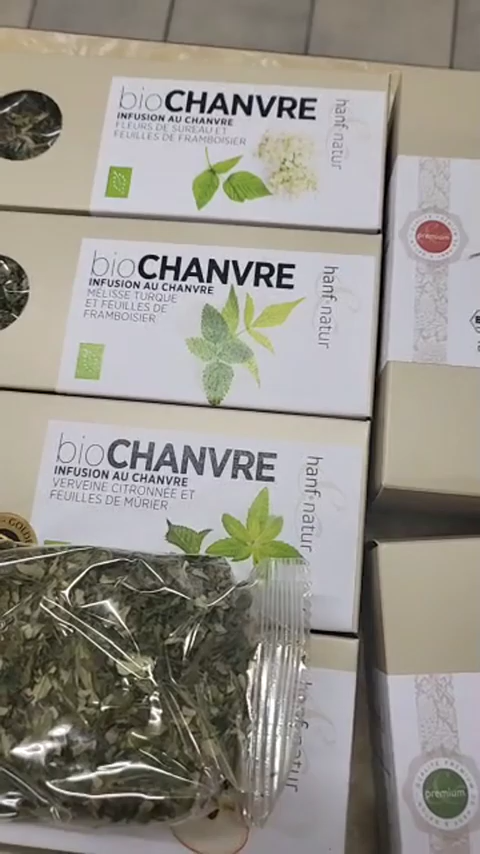 bioCHANVRE
INFUSION AU CHANVRE
FLEURS DE SUREAU ET
FEUILLES DE FRAMBOISIER
hanf·natur
premium
bioCHANVRE
INFUSION AU CHANVRE
MÉLISSE TURQUE
ET FEUILLES DE
FRAMBOISIER
hanf·natur
bioCHANVRE
INFUSION AU CHANVRE
VERVEINE CITRONNÉE ET
FEUILLES DE MÛRIER
hanf·natur
GOLD
natur
premium